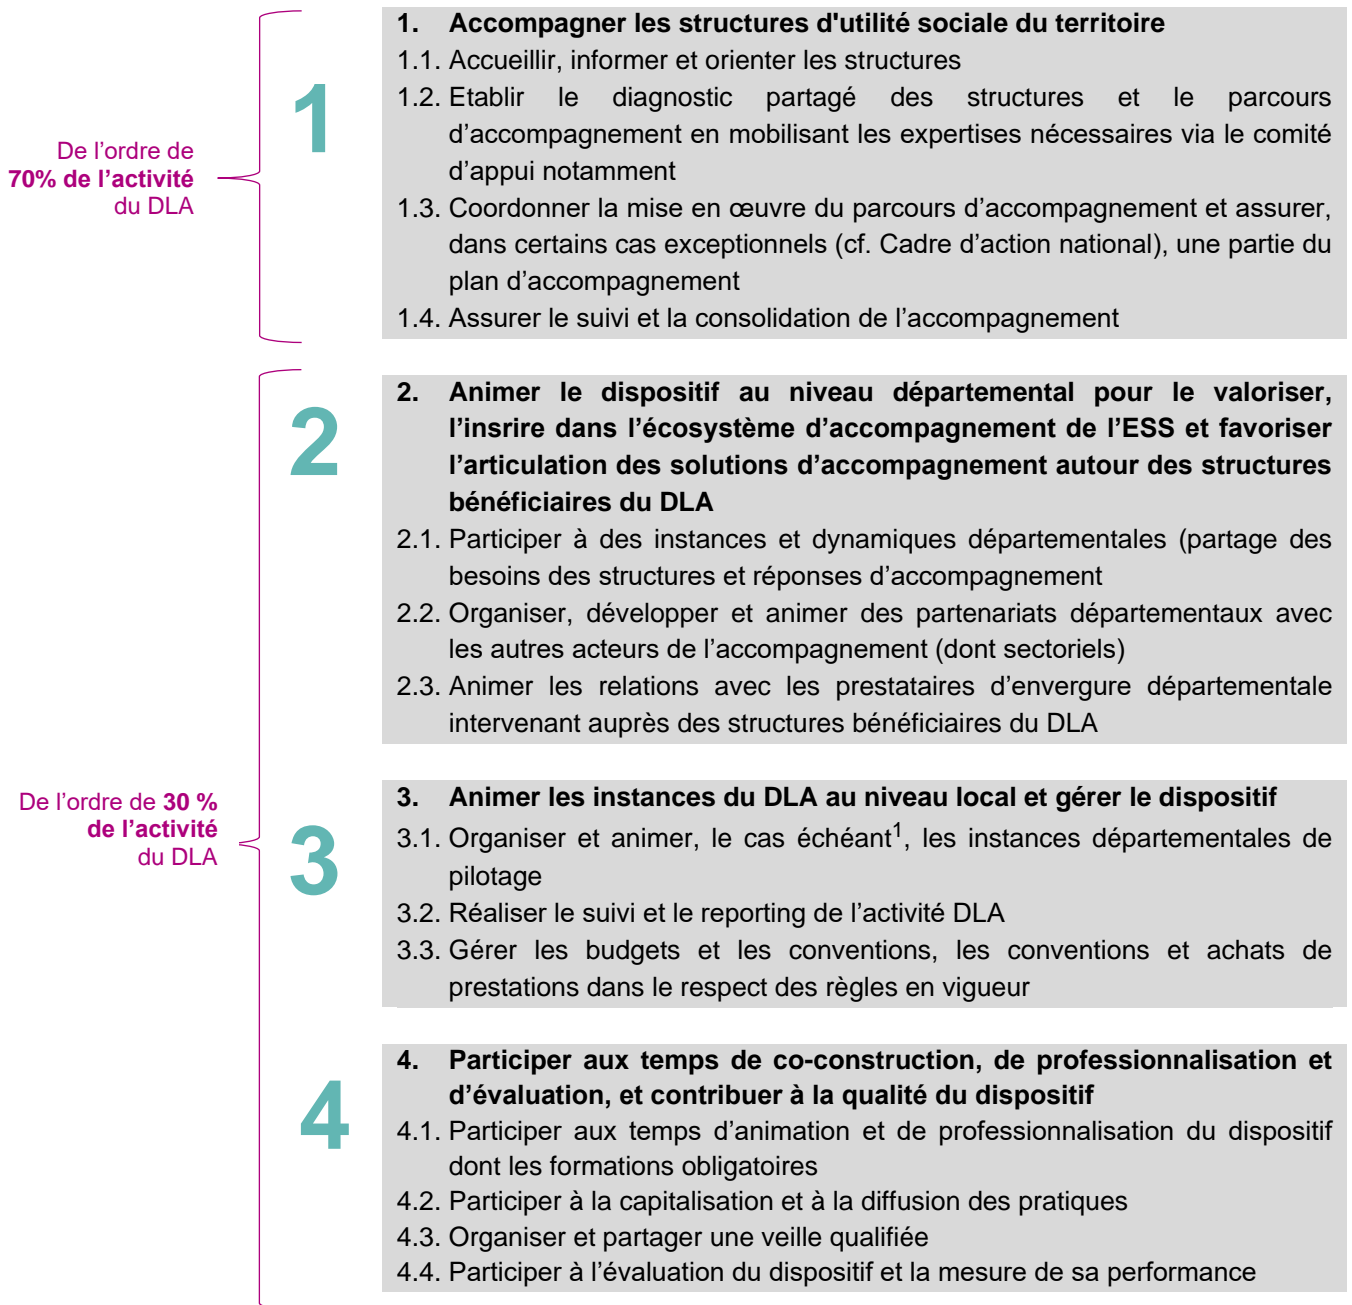 De l’ordre de
70% de l’activité
du DLA
1
1. Accompagner les structures d'utilité sociale du territoire
1.1. Accueillir, informer et orienter les structures
1.2. Etablir le diagnostic partagé des structures et le parcours
d’accompagnement en mobilisant les expertises nécessaires via le comité
d’appui notamment
1.3. Coordonner la mise en œuvre du parcours d’accompagnement et assurer,
dans certains cas exceptionnels (cf. Cadre d’action national), une partie du
plan d’accompagnement
1.4. Assurer le suivi et la consolidation de l’accompagnement
De l’ordre de 30 %
de l’activité
du DLA
2
2. Animer le dispositif au niveau départemental pour le valoriser,
l’insrire dans l’écosystème d’accompagnement de l’ESS et favoriser
l’articulation des solutions d’accompagnement autour des structures
bénéficiaires du DLA
2.1. Participer à des instances et dynamiques départementales (partage des
besoins des structures et réponses d’accompagnement
2.2. Organiser, développer et animer des partenariats départementaux avec
les autres acteurs de l’accompagnement (dont sectoriels)
2.3. Animer les relations avec les prestataires d’envergure départementale
intervenant auprès des structures bénéficiaires du DLA
3
3. Animer les instances du DLA au niveau local et gérer le dispositif
3.1. Organiser et animer, le cas échéant¹, les instances départementales de
pilotage
3.2. Réaliser le suivi et le reporting de l’activité DLA
3.3. Gérer les budgets et les conventions, les conventions et achats de
prestations dans le respect des règles en vigueur
4
4. Participer aux temps de co-construction, de professionnalisation et
d’évaluation, et contribuer à la qualité du dispositif
4.1. Participer aux temps d’animation et de professionnalisation du dispositif
dont les formations obligatoires
4.2. Participer à la capitalisation et à la diffusion des pratiques
4.3. Organiser et partager une veille qualifiée
4.4. Participer à l’évaluation du dispositif et la mesure de sa performance